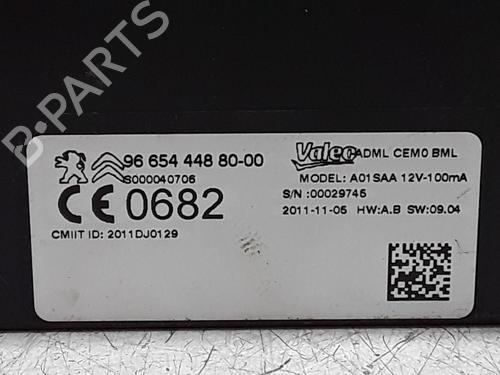 B-PARTS
96 654 448 80-00
S000040706
CE 0682
CMIIT ID: 2011DJ0129
Valeo ADML CEM0 BML
MODEL: A01SAA 12V-100mA
S/N :00029745
2011-11-05 HW:A.B SW:09.04